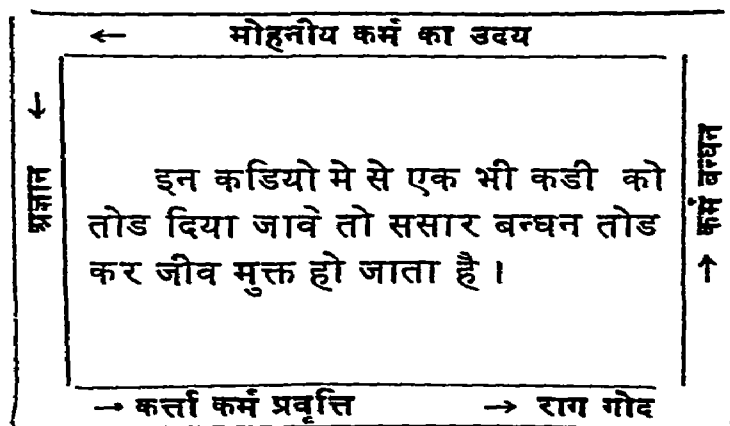 ← मोहनीय कर्म का उदय
← अज्ञान
इन कडियो मे से एक भी कडी को
तोड दिया जावे तो ससार बन्धन तोड
कर जीव मुक्त हो जाता है ।
कर्म बन्धन
→
→ कर्त्ता कर्म प्रवृत्ति → राग गोद